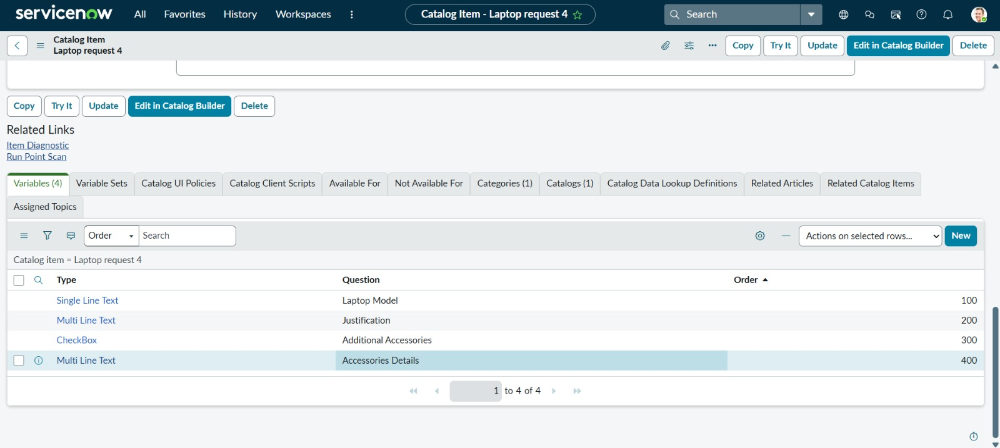 servicenow All Favorites History Workspaces Catalog Item - Laptop request 4 Search
Catalog Item
Laptop request 4
Copy Try It Update Edit in Catalog Builder Delete
Copy Try It Update Edit in Catalog Builder Delete
Related Links
Item Diagnostic
Run Point Scan
Variables (4) Variable Sets Catalog UI Policies Catalog Client Scripts Available For Not Available For Categories (1) Catalogs (1) Catalog Data Lookup Definitions Related Articles Related Catalog Items
Assigned Topics
Order Search Actions on selected rows... New
Catalog item = Laptop request 4
Type Question Order
Single Line Text Laptop Model 100
Multi Line Text Justification 200
CheckBox Additional Accessories 300
Multi Line Text Accessories Details 400
1 to 4 of 4